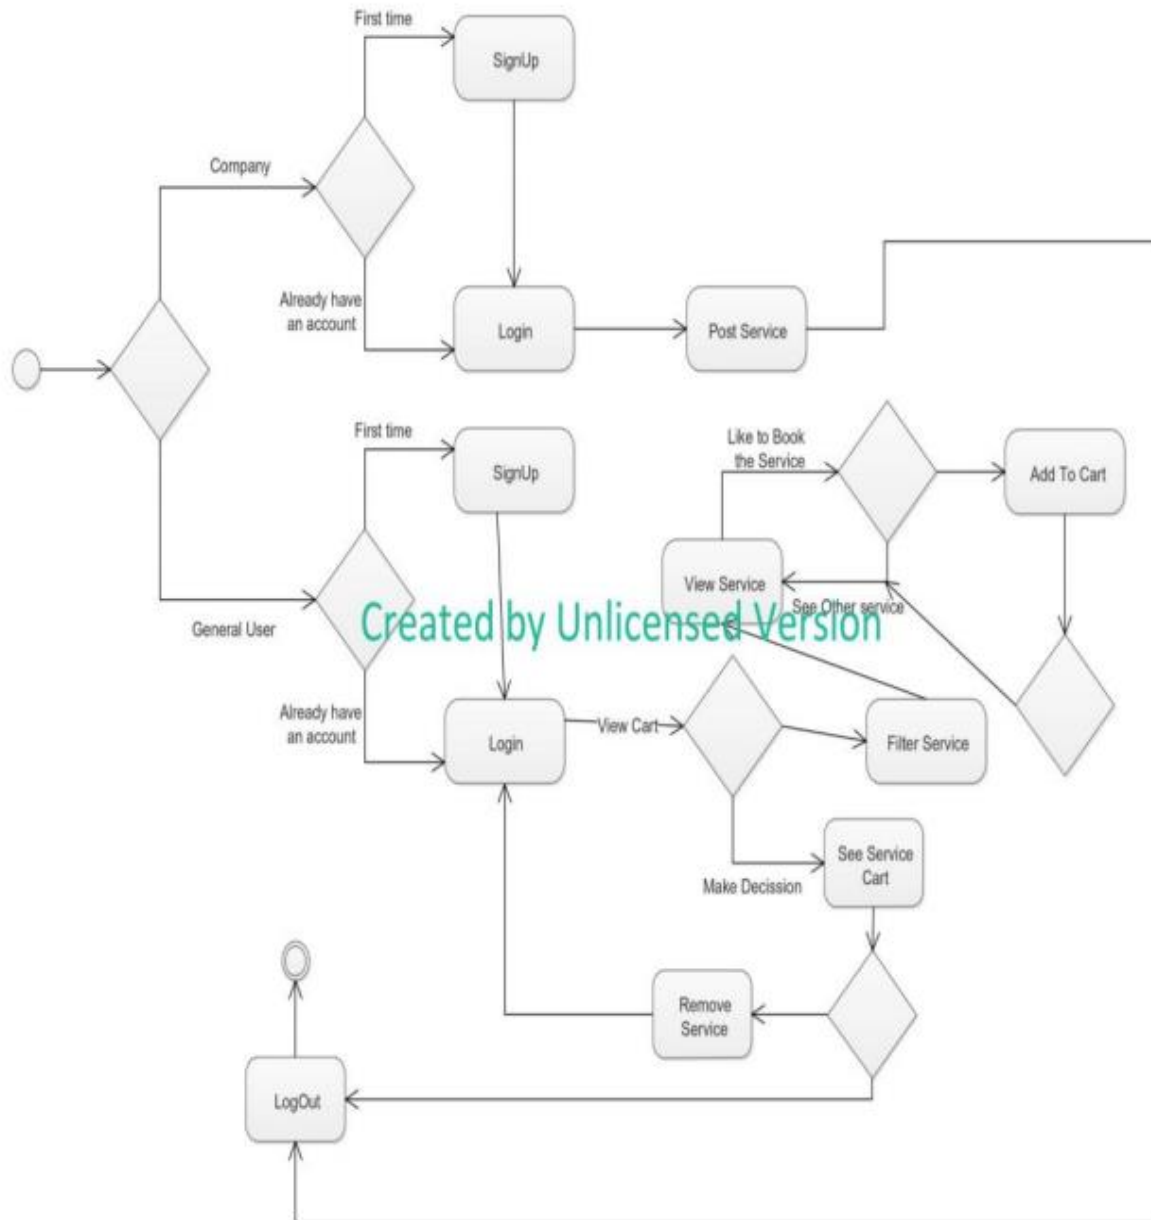 First time
SignUp
Company
Already have
an account
Login
Post Service
First time
SignUp
Like to Book
the Service
Add To Cart
View Service
See Other service
General User
Created by Unlicensed Version
Already have
an account
Login
View Cart
Filter Service
See Service
Cart
Make Decission
Remove
Service
LogOut